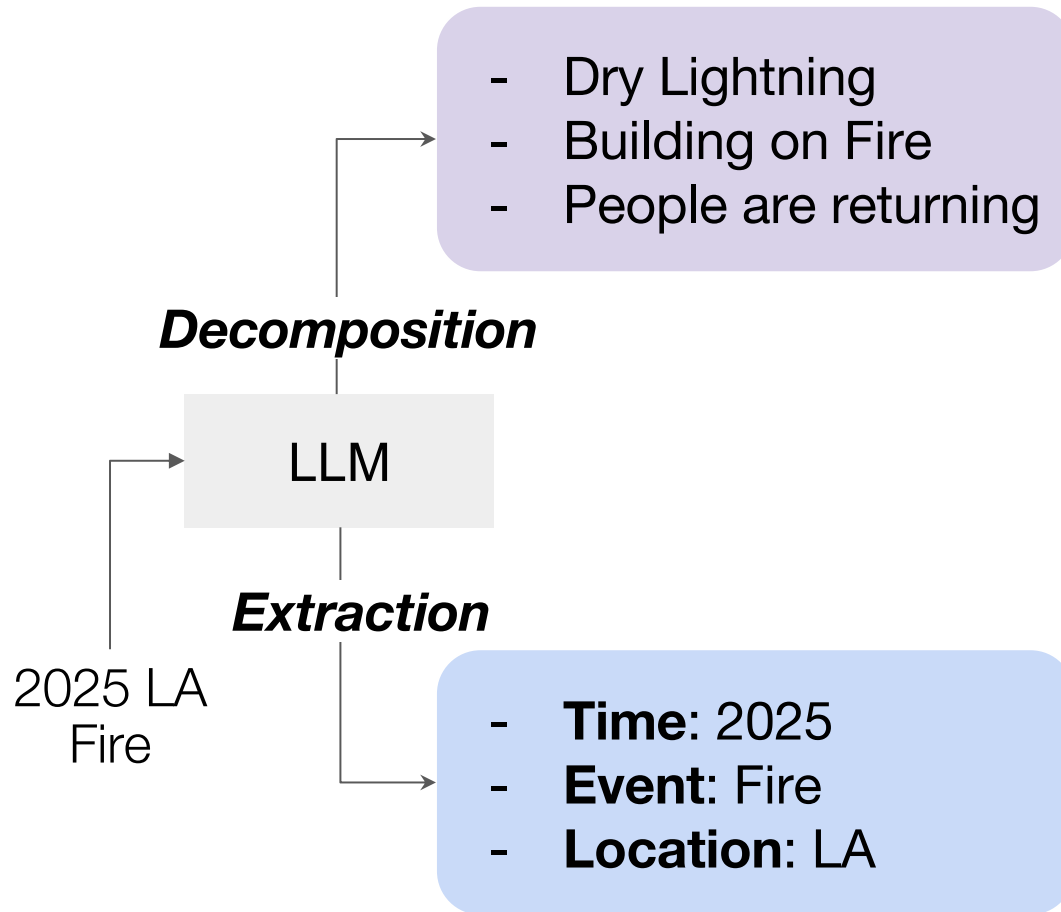 - Dry Lightning
- Building on Fire
- People are returning
Decomposition
LLM
Extraction
2025 LA
Fire
- Time: 2025
- Event: Fire
- Location: LA